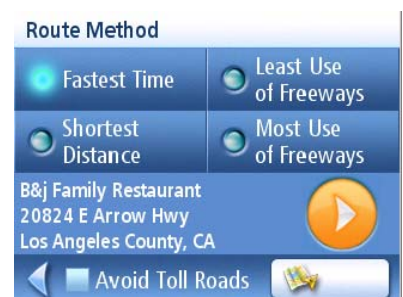 Route Method
Fastest Time
Least Use
of Freeways
Shortest
Distance
Most Use
of Freeways
B&j Family Restaurant
20824 E Arrow Hwy
Los Angeles County, CA
Avoid Toll Roads